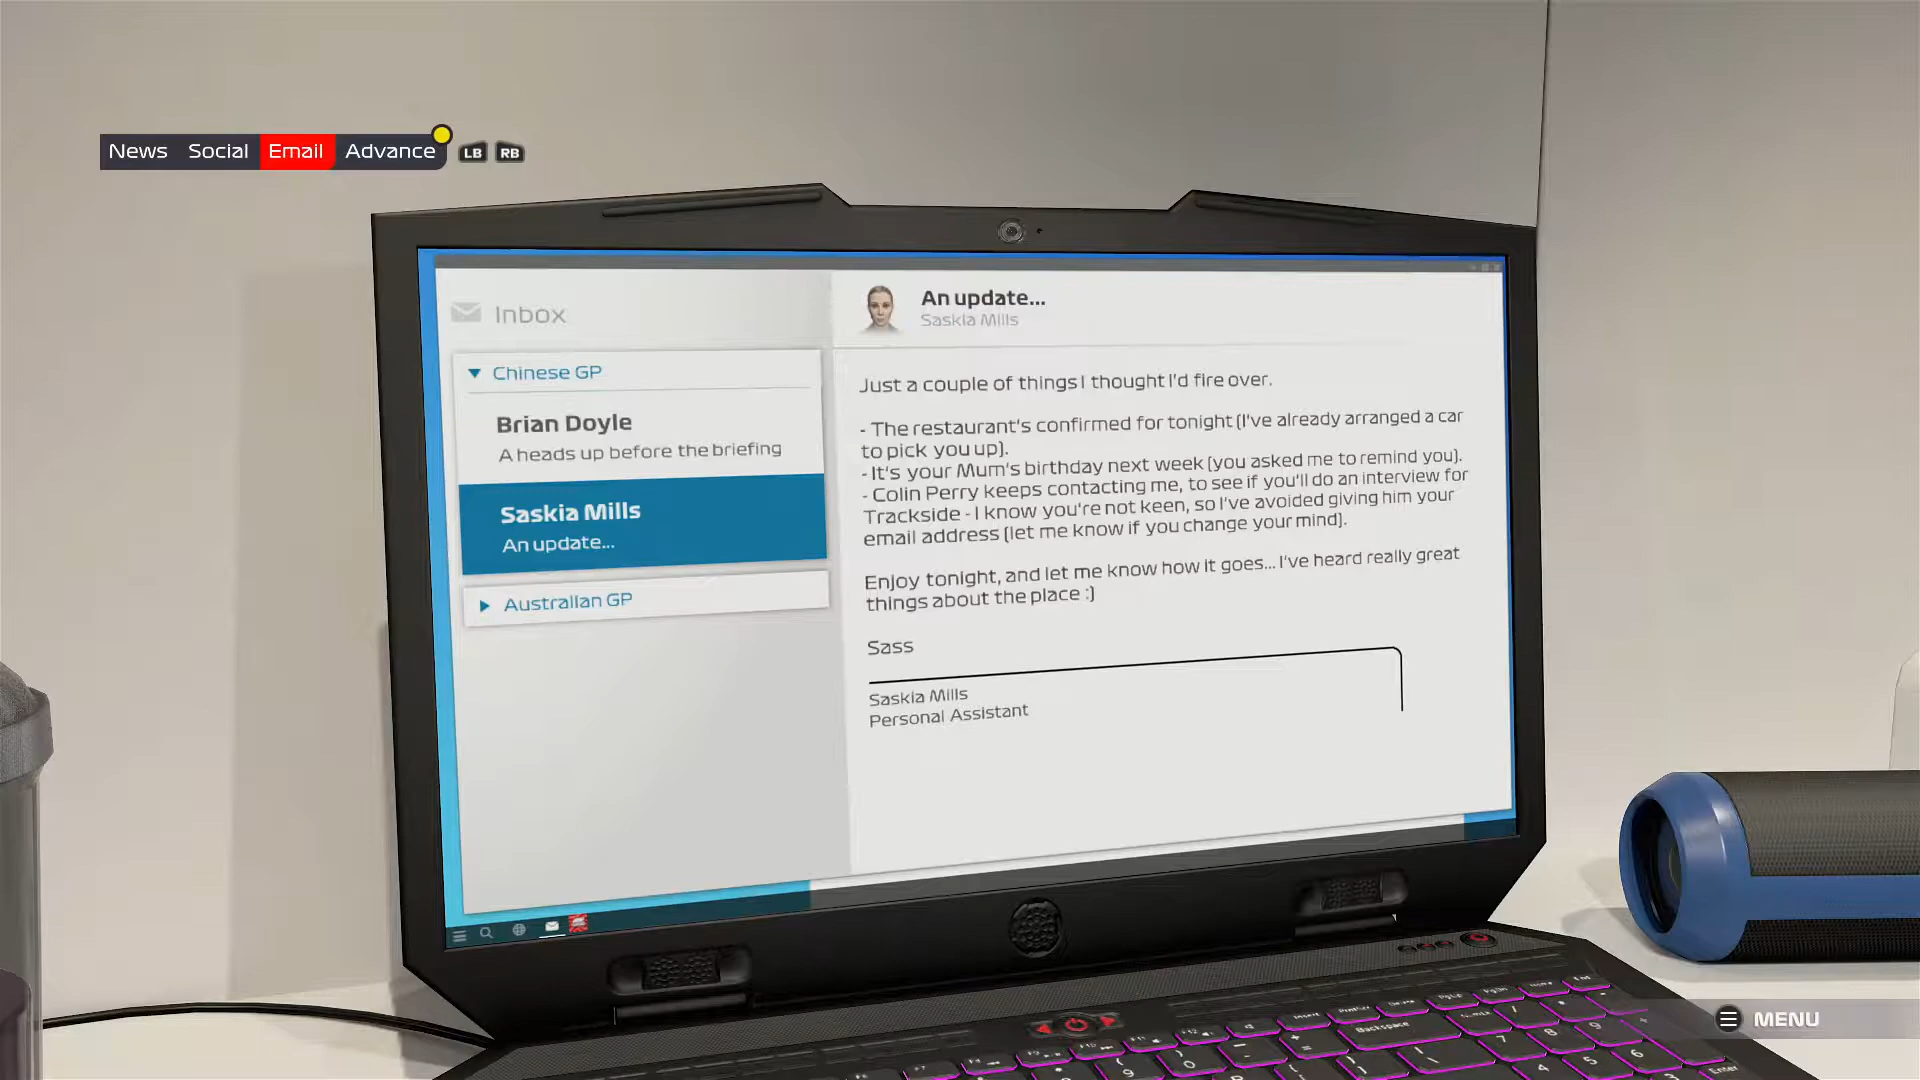 News Social Email Advance LB RB
Inbox
Chinese GP
Brian Doyle
A heads up before the briefing
Saskia Mills
An update...
Australian GP
An update...
Saskia Mills
Just a couple of things I thought I'd fire over.
- The restaurant's confirmed for tonight (I've already arranged a car
to pick you up).
- It's your Mum's birthday next week (you asked me to remind you).
- Colin Perry keeps contacting me, to see if you'll do an interview for
Trackside - I know you're not keen, so I've avoided giving him your
email address (let me know if you change your mind).
Enjoy tonight, and let me know how it goes... I've heard really great
things about the place :)
Sass
Saskia Mills
Personal Assistant
Backspace
Enter
MENU